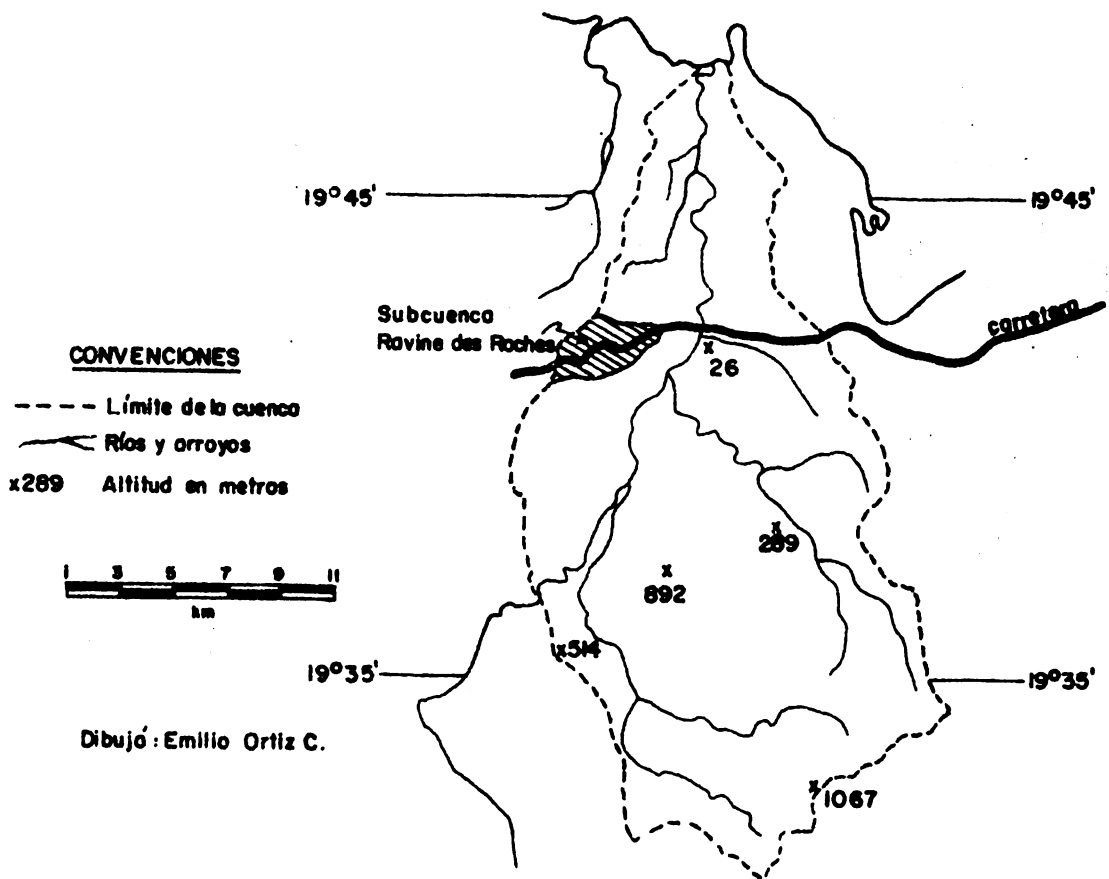 19°45'
19°45'
Subcuenca
Ravine des Roches
carretera
26
CONVENCIONES
Límite de la cuenca
Ríos y arroyos
x289 Altitud en metros
x
289
x
892
1 3 5 7 9 11
km
x514
19°35'
19°35'
Dibujó: Emilio Ortiz C.
x
1067